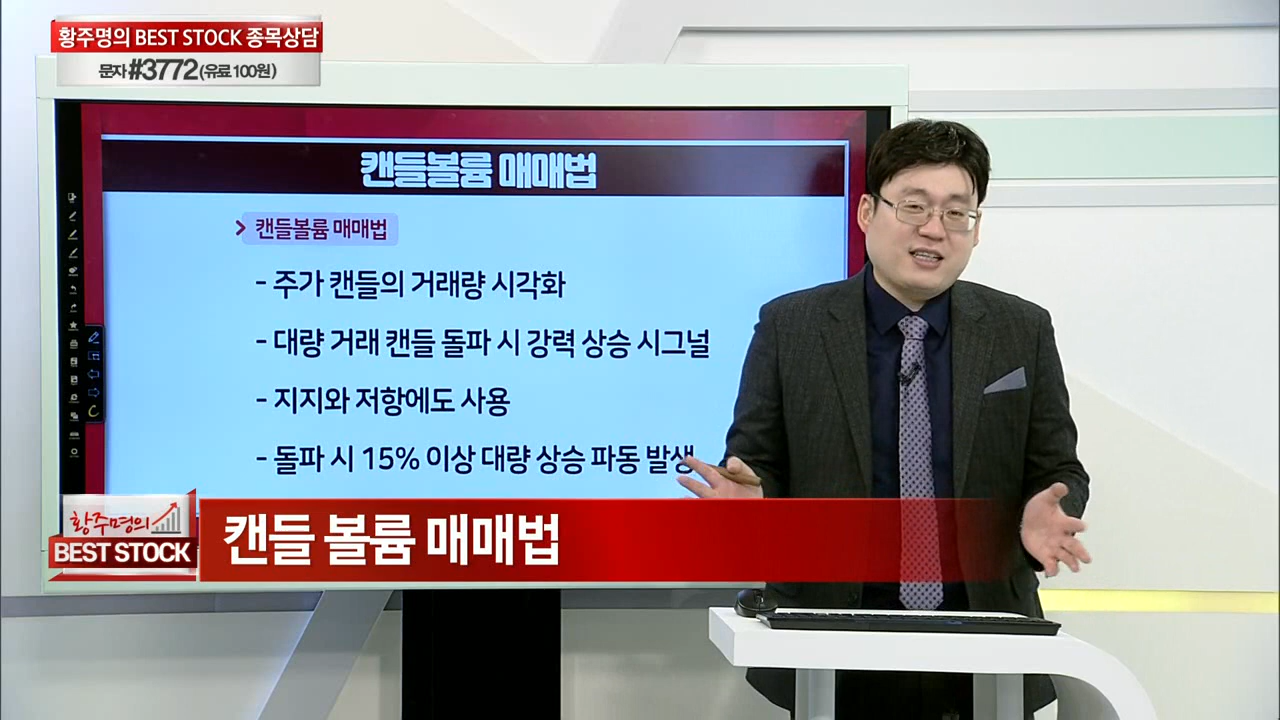 황주명의 BEST STOCK 종목상담
문자 #3772 (유료 100원)
캔들볼륨 매매법
> 캔들볼륨 매매법
- 주가 캔들의 거래량 시각화
- 대량 거래 캔들 돌파 시 강력 상승 시그널
- 지지와 저항에도 사용
- 돌파 시 15% 이상 대량 상승 파동 발생
황주명의
BEST STOCK
캔들 볼륨 매매법